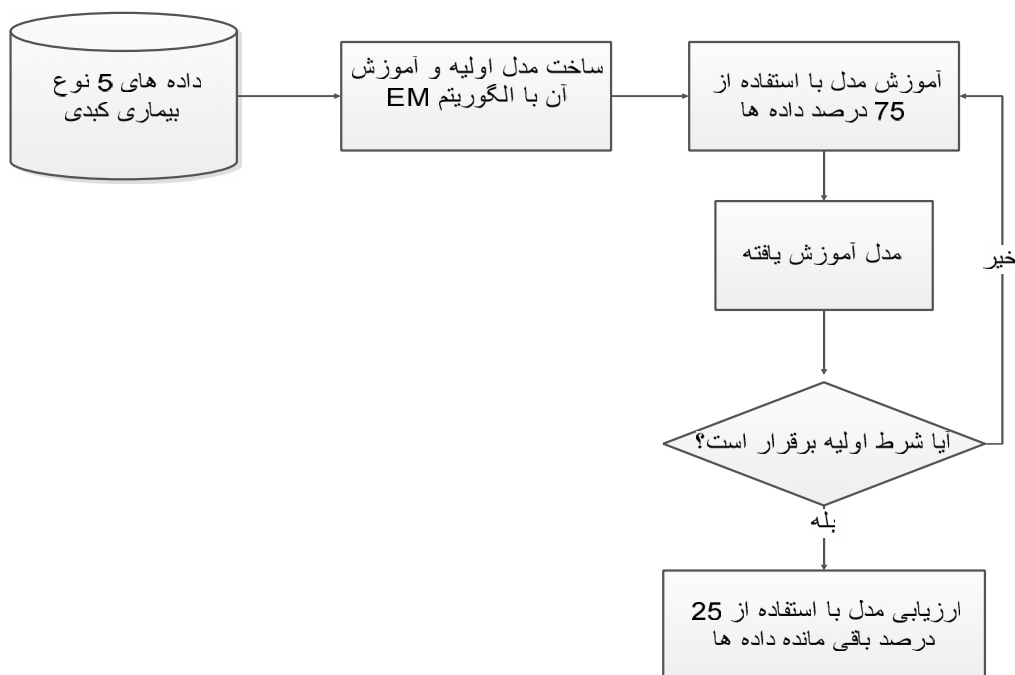 داده های 5 نوع
بیماری کبدی
ساخت مدل اولیه و آموزش
آن با الگوریتم EM
آموزش مدل با استفاده از
75 درصد داده ها
مدل آموزش یافته
خیر
آیا شرط اولیه برقرار است؟
بله
ارزیابی مدل با استفاده از 25
درصد باقی مانده داده ها